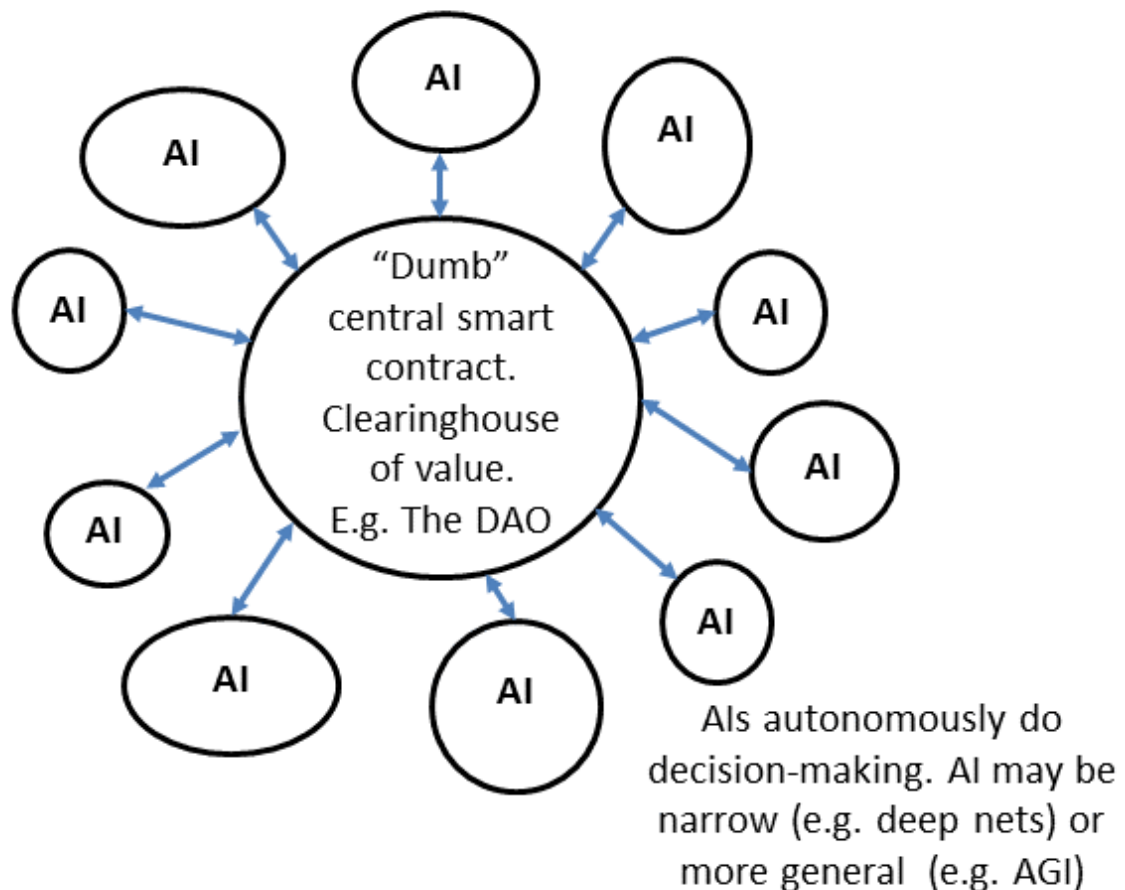 AI
AI
AI
AI
AI
AI
AI
AI
AI
AI
“Dumb”
central smart
contract.
Clearinghouse
of value.
E.g. The DAO
AIs autonomously do
decision-making. AI may be
narrow (e.g. deep nets) or
more general  (e.g. AGI)